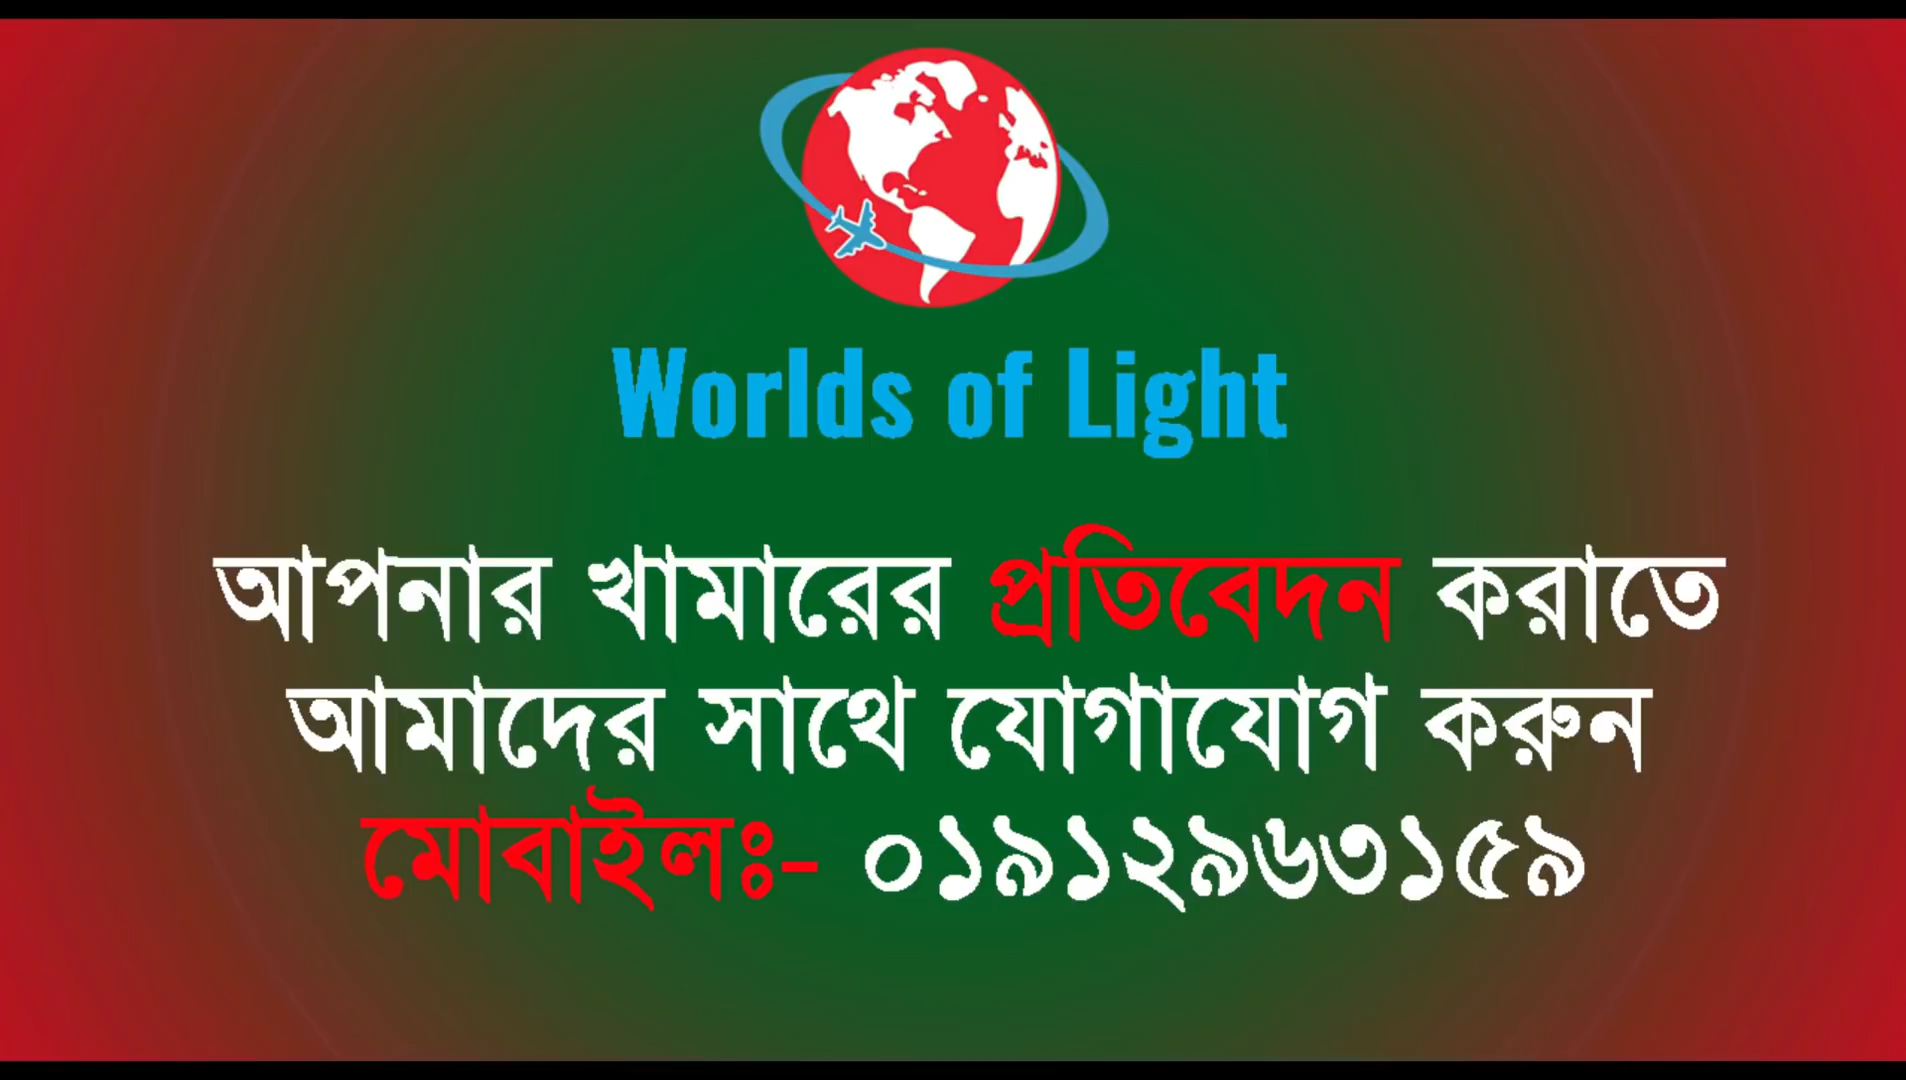 Worlds of Light
আপনার খামারের প্রতিবেদন করাতে
আমাদের সাথে যোগাযোগ করুন
মোবাইলঃ- ০১৯১২৯৬৩১৫৯